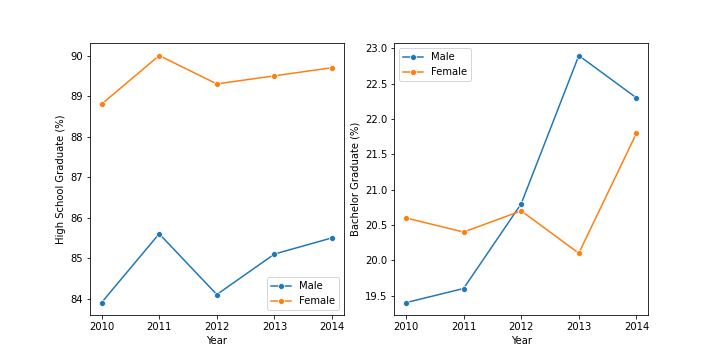 High School Graduate (%)
90
89
88
87
86
85
84
2010 2011 2012 2013 2014
Year
Male
Female
Bachelor Graduate (%)
23.0
22.5
22.0
21.5
21.0
20.5
20.0
19.5
2010 2011 2012 2013 2014
Year
Male
Female